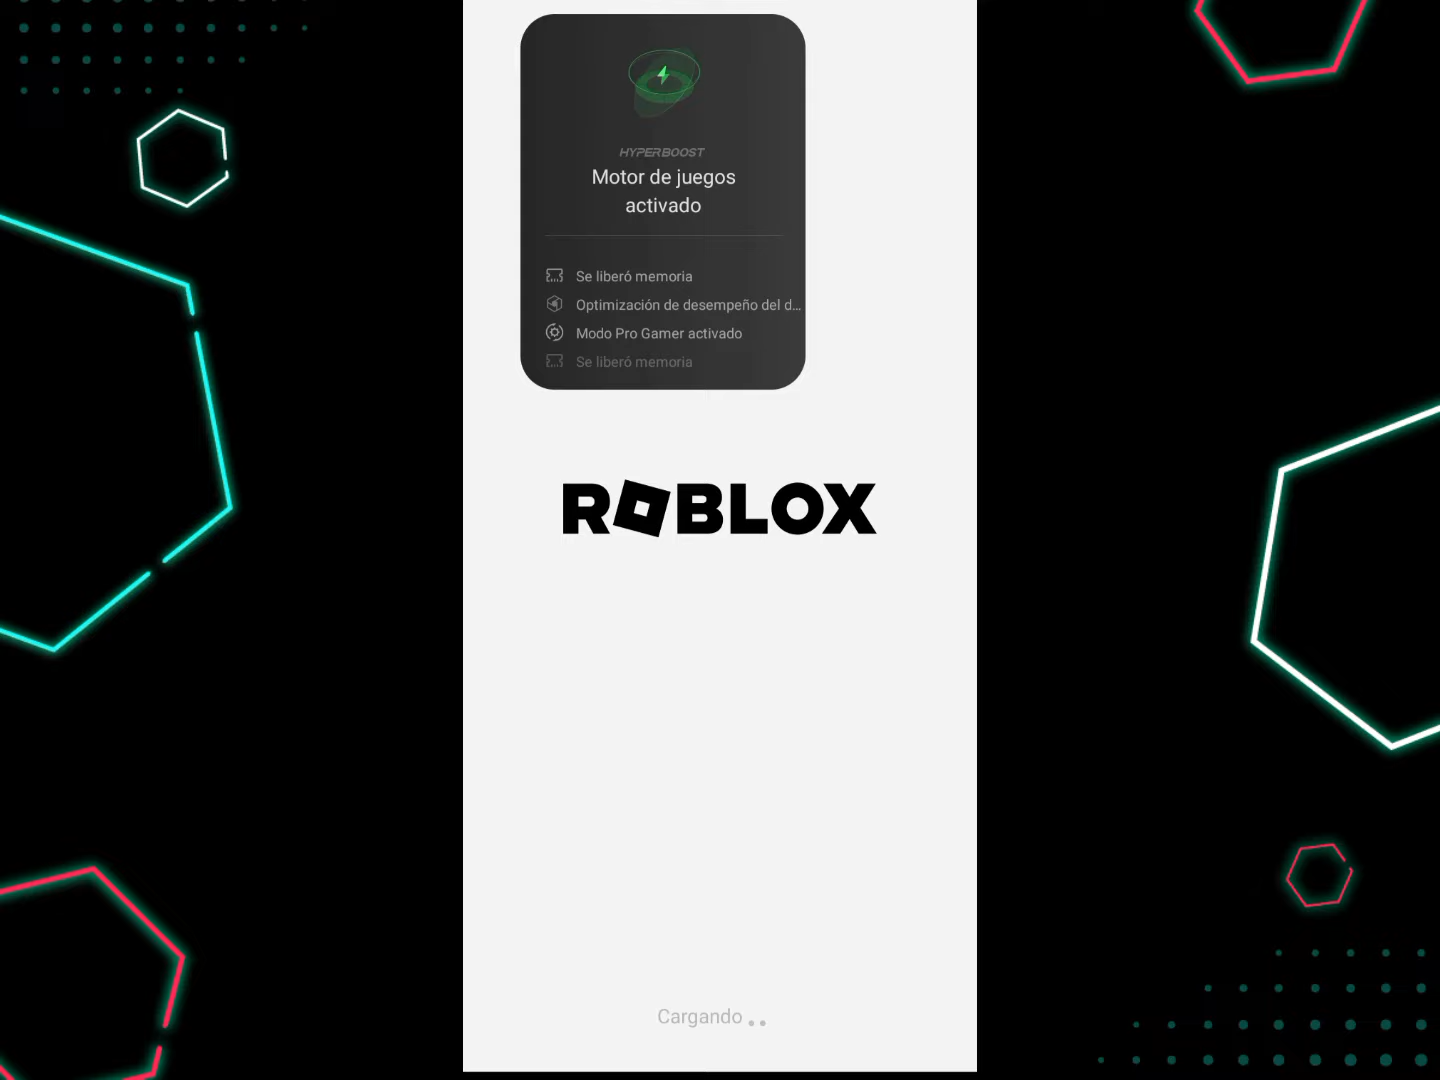 HYPERBOOST
Motor de juegos
activado
Se liberó memoria
Optimización de desempeño del d...
Modo Pro Gamer activado
Se liberó memoria
ROBLOX
Cargando..